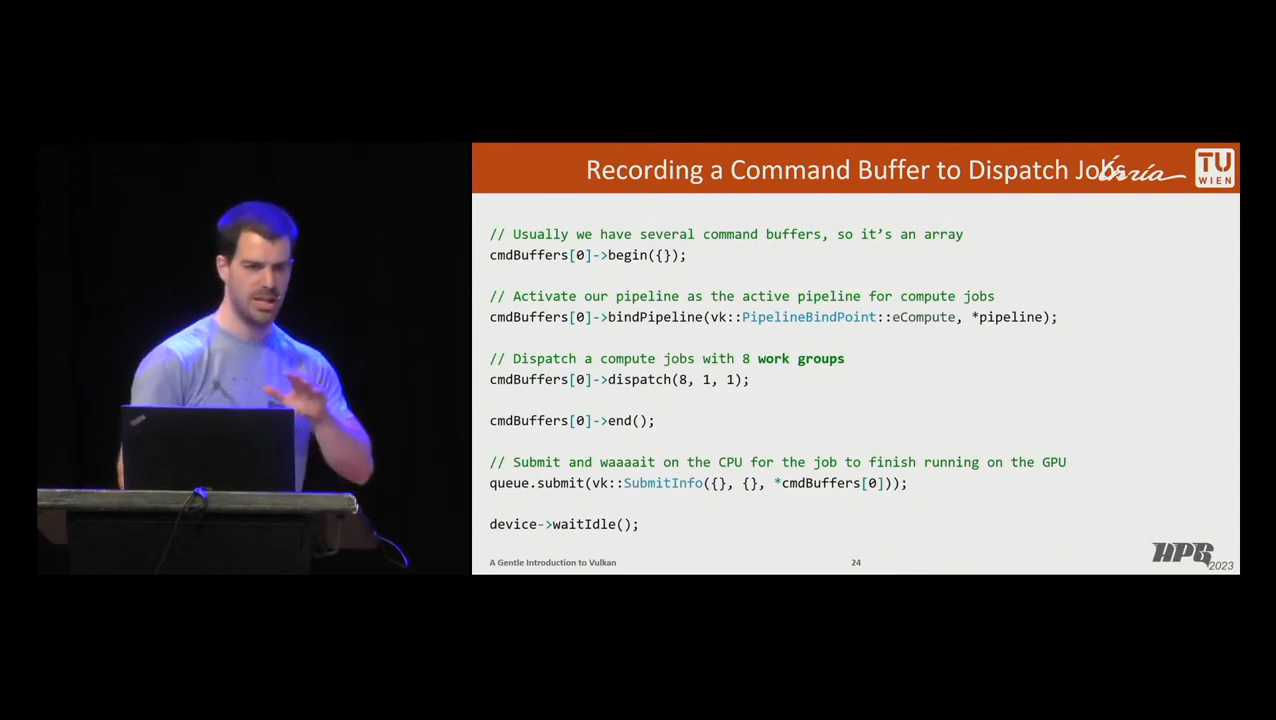 Recording a Command Buffer to Dispatch Jobs
inria
TU
WIEN
// Usually we have several command buffers, so it’s an array
cmdBuffers[0]->begin({});
// Activate our pipeline as the active pipeline for compute jobs
cmdBuffers[0]->bindPipeline(vk::PipelineBindPoint::eCompute, *pipeline);
// Dispatch a compute jobs with 8 work groups
cmdBuffers[0]->dispatch(8, 1, 1);
cmdBuffers[0]->end();
// Submit and waaaait on the CPU for the job to finish running on the GPU
queue.submit(vk::SubmitInfo({}, {}, *cmdBuffers[0]));
device->waitIdle();
A Gentle Introduction to Vulkan
24
HPG
2023